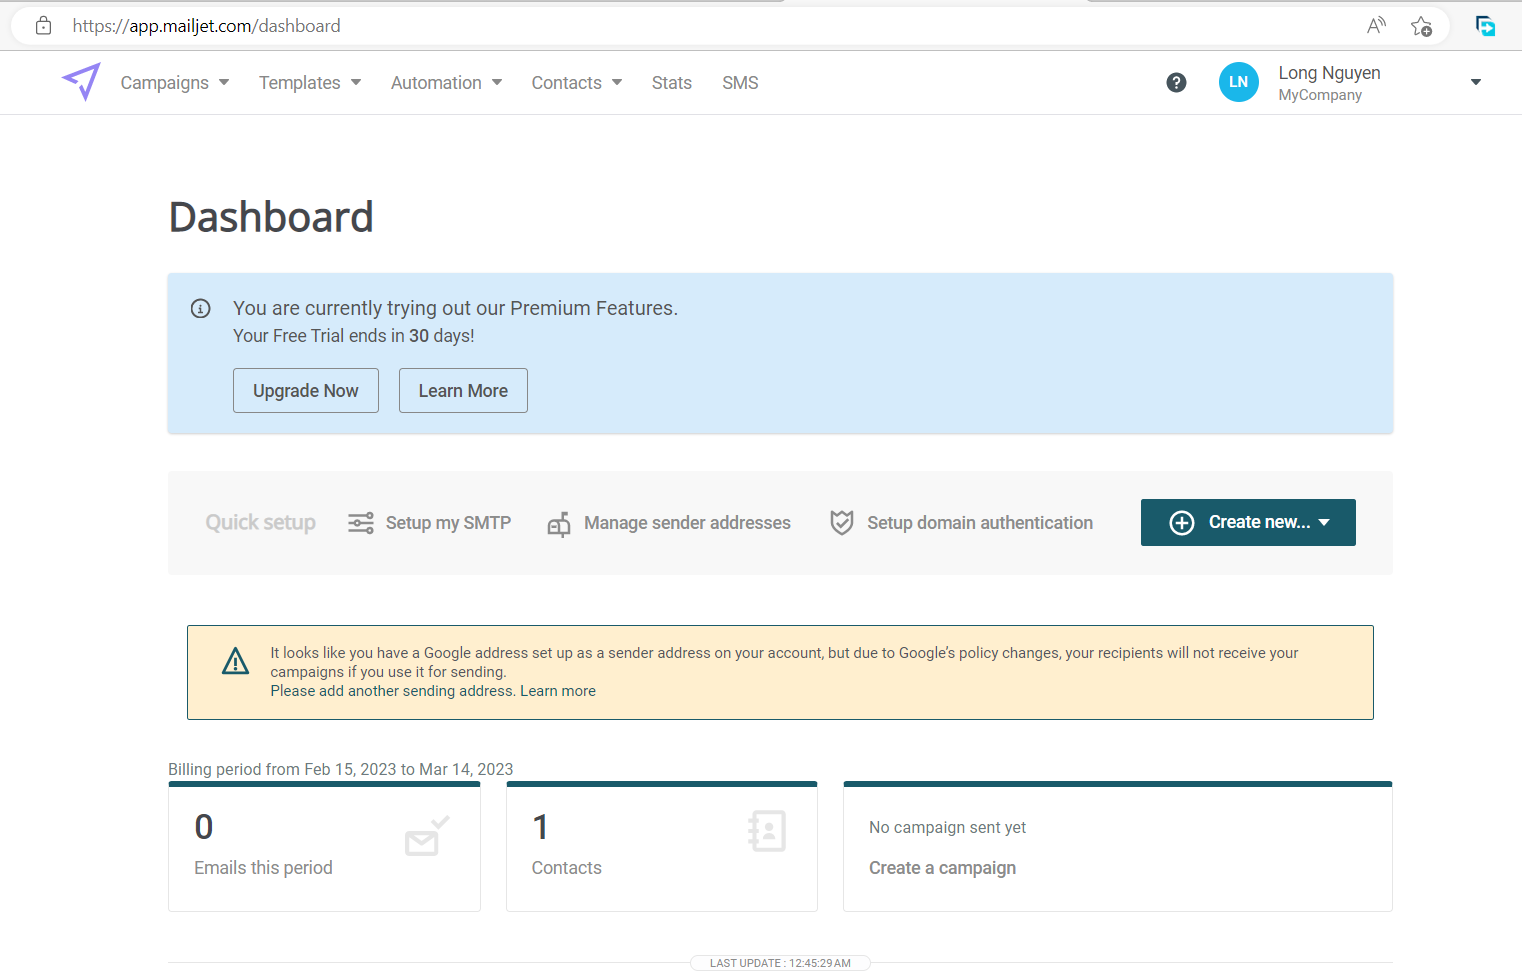 https://app.mailjet.com/dashboard
Campaigns Templates Automation Contacts Stats SMS
LN
Long Nguyen
MyCompany
Dashboard
You are currently trying out our Premium Features.
Your Free Trial ends in 30 days!
Upgrade Now Learn More
Quick setup Setup my SMTP Manage sender addresses Setup domain authentication Create new...
It looks like you have a Google address set up as a sender address on your account, but due to Google’s policy changes, your recipients will not receive your
campaigns if you use it for sending.
Please add another sending address. Learn more
Billing period from Feb 15, 2023 to Mar 14, 2023
0
Emails this period
1
Contacts
No campaign sent yet
Create a campaign
LAST UPDATE : 12:45:29 AM